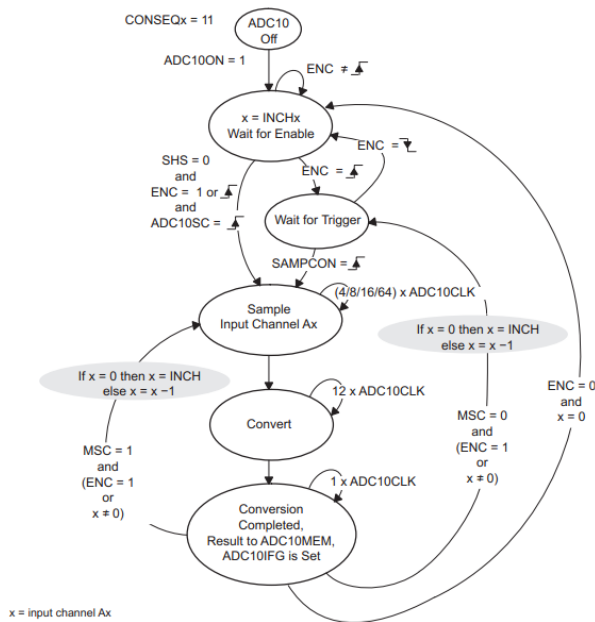 CONSEQx = 11
ADC10
Off
ADC10ON = 1
ENC ≠
x = INCHx
Wait for Enable
ENC =
SHS = 0
and
ENC = 1 or
and
ADC10SC =
ENC =
Wait for Trigger
SAMPCON =
(4/8/16/64) x ADC10CLK
Sample
Input Channel Ax
If x = 0 then x = INCH
else x = x −1
If x = 0 then x = INCH
else x = x −1
12 x ADC10CLK
Convert
ENC = 0
and
x = 0
MSC = 1
and
(ENC = 1
or
x ≠ 0)
MSC = 0
and
(ENC = 1
or
x ≠ 0)
1 x ADC10CLK
Conversion
Completed,
Result to ADC10MEM,
ADC10IFG is Set
x = input channel Ax